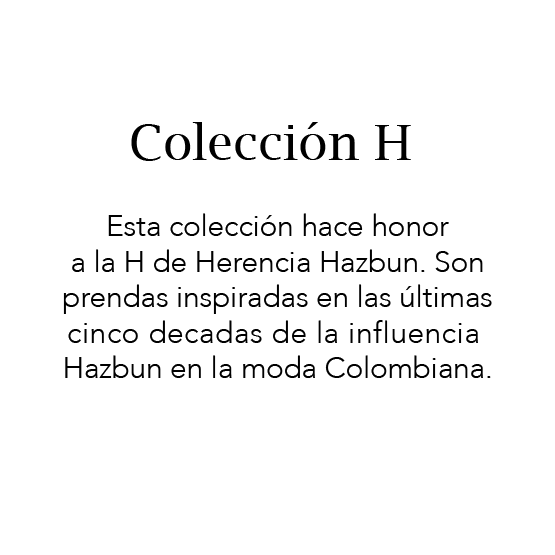 Colección H
Esta colección hace honor
a la H de Herencia Hazbun. Son
prendas inspiradas en las últimas
cinco decadas de la influencia
Hazbun en la moda Colombiana.